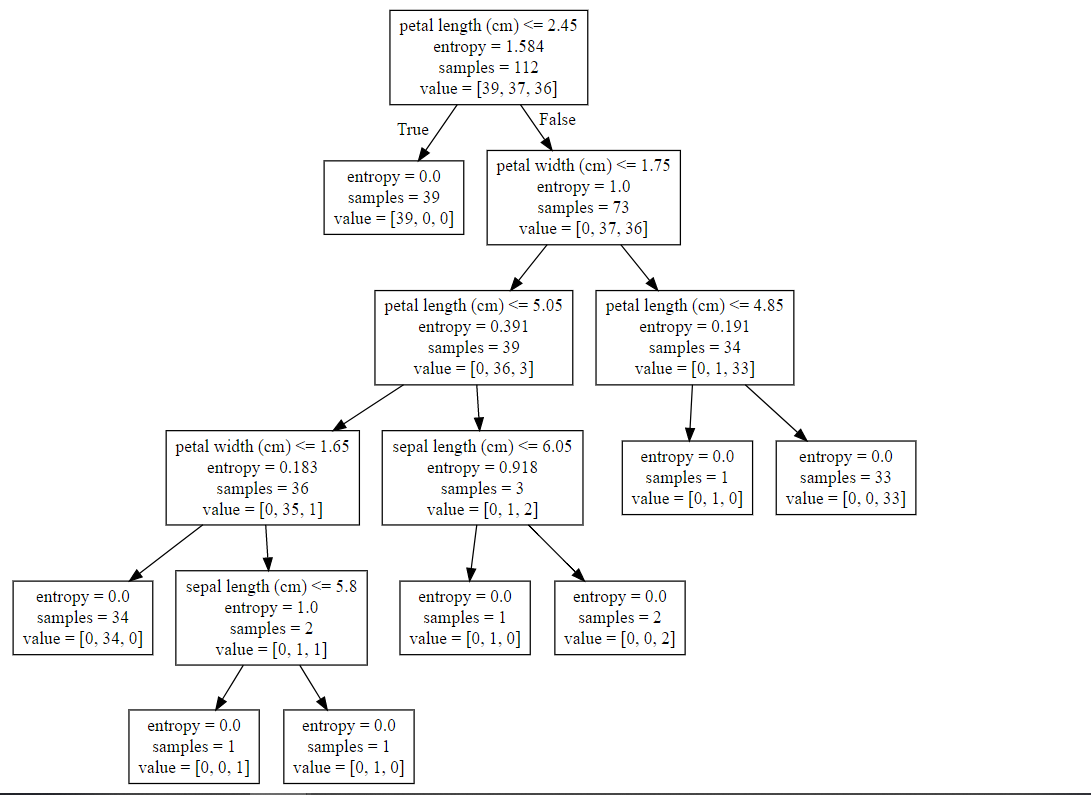 petal length (cm) <= 2.45
entropy = 1.584
samples = 112
value = [39, 37, 36]
True
False
entropy = 0.0
samples = 39
value = [39, 0, 0]
petal width (cm) <= 1.75
entropy = 1.0
samples = 73
value = [0, 37, 36]
petal length (cm) <= 5.05
entropy = 0.391
samples = 39
value = [0, 36, 3]
petal length (cm) <= 4.85
entropy = 0.191
samples = 34
value = [0, 1, 33]
petal width (cm) <= 1.65
entropy = 0.183
samples = 36
value = [0, 35, 1]
sepal length (cm) <= 6.05
entropy = 0.918
samples = 3
value = [0, 1, 2]
entropy = 0.0
samples = 1
value = [0, 1, 0]
entropy = 0.0
samples = 33
value = [0, 0, 33]
entropy = 0.0
samples = 34
value = [0, 34, 0]
sepal length (cm) <= 5.8
entropy = 1.0
samples = 2
value = [0, 1, 1]
entropy = 0.0
samples = 1
value = [0, 1, 0]
entropy = 0.0
samples = 2
value = [0, 0, 2]
entropy = 0.0
samples = 1
value = [0, 0, 1]
entropy = 0.0
samples = 1
value = [0, 1, 0]